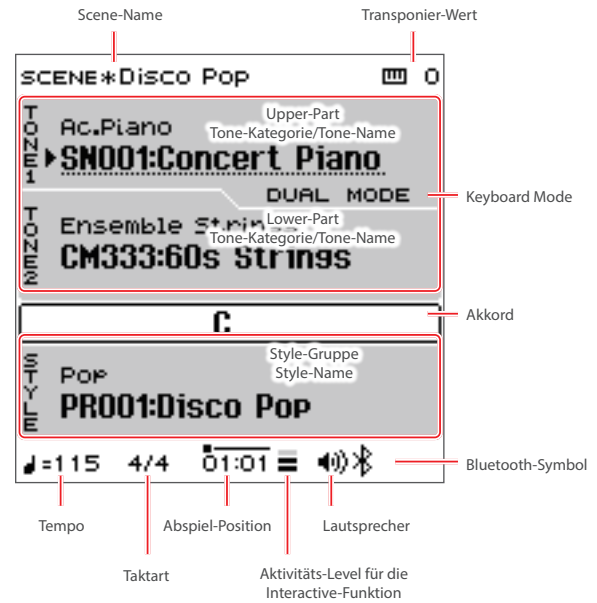 Scene-Name
Transponier-Wert
SCENE*Disco Pop 0
TONE1
Ac.Piano
Upper-Part
Tone-Kategorie/Tone-Name
SN001:Concert Piano
DUAL MODE
Keyboard Mode
TONE2
Ensemble Strings
Lower-Part
Tone-Kategorie/Tone-Name
CM333:60s Strings
C
Akkord
STYLE
Pop
Style-Gruppe
Style-Name
PR001:Disco Pop
=115 4/4 01:01
Bluetooth-Symbol
Tempo
Abspiel-Position
Lautsprecher
Taktart
Aktivitäts-Level für die
Interactive-Funktion